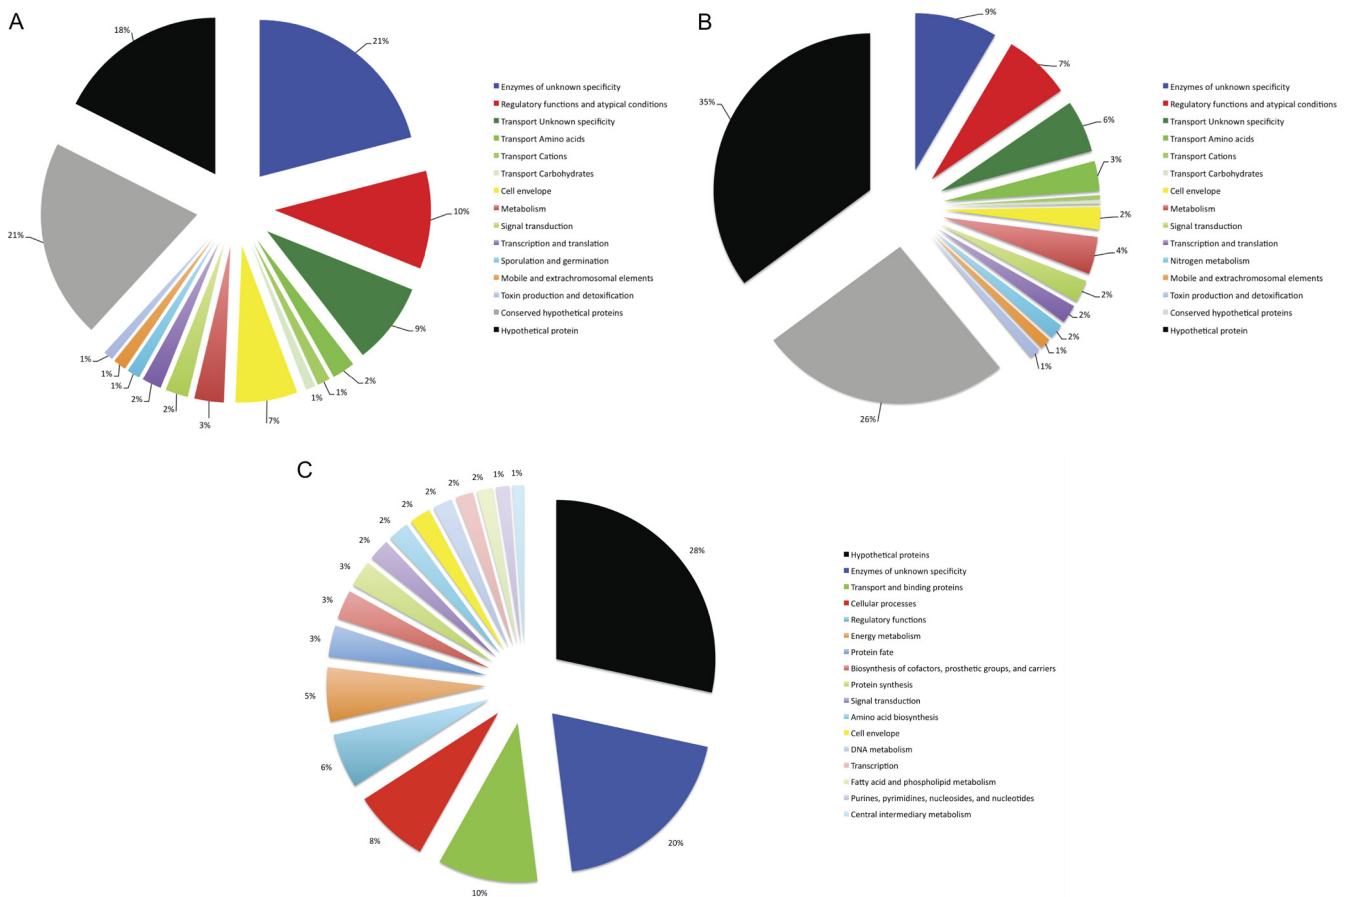 A
18%
21%
10%
9%
2%
1%
1%
7%
3%
2%
2%
1%
1%
1%
21%
Enzymes of unknown specificity
Regulatory functions and atypical conditions
Transport Unknown specificity
Transport Amino acids
Transport Cations
Transport Carbohydrates
Cell envelope
Metabolism
Signal transduction
Transcription and translation
Sporulation and germination
Mobile and extrachromosomal elements
Toxin production and detoxification
Conserved hypothetical proteins
Hypothetical protein
B
9%
7%
6%
3%
2%
4%
2%
2%
2%
1%
1%
26%
35%
Enzymes of unknown specificity
Regulatory functions and atypical conditions
Transport Unknown specificity
Transport Amino acids
Transport Cations
Transport Carbohydrates
Cell envelope
Metabolism
Signal transduction
Transcription and translation
Nitrogen metabolism
Mobile and extrachromosomal elements
Toxin production and detoxification
Conserved hypothetical proteins
Hypothetical protein
C
28%
20%
10%
8%
6%
5%
3%
3%
3%
2%
2%
2%
2%
2%
2%
1%
1%
Hypothetical proteins
Enzymes of unknown specificity
Transport and binding proteins
Cellular processes
Regulatory functions
Energy metabolism
Protein fate
Biosynthesis of cofactors, prosthetic groups, and carriers
Protein synthesis
Signal transduction
Amino acid biosynthesis
Cell envelope
DNA metabolism
Transcription
Fatty acid and phospholipid metabolism
Purines, pyrimidines, nucleosides, and nucleotides
Central intermediary metabolism